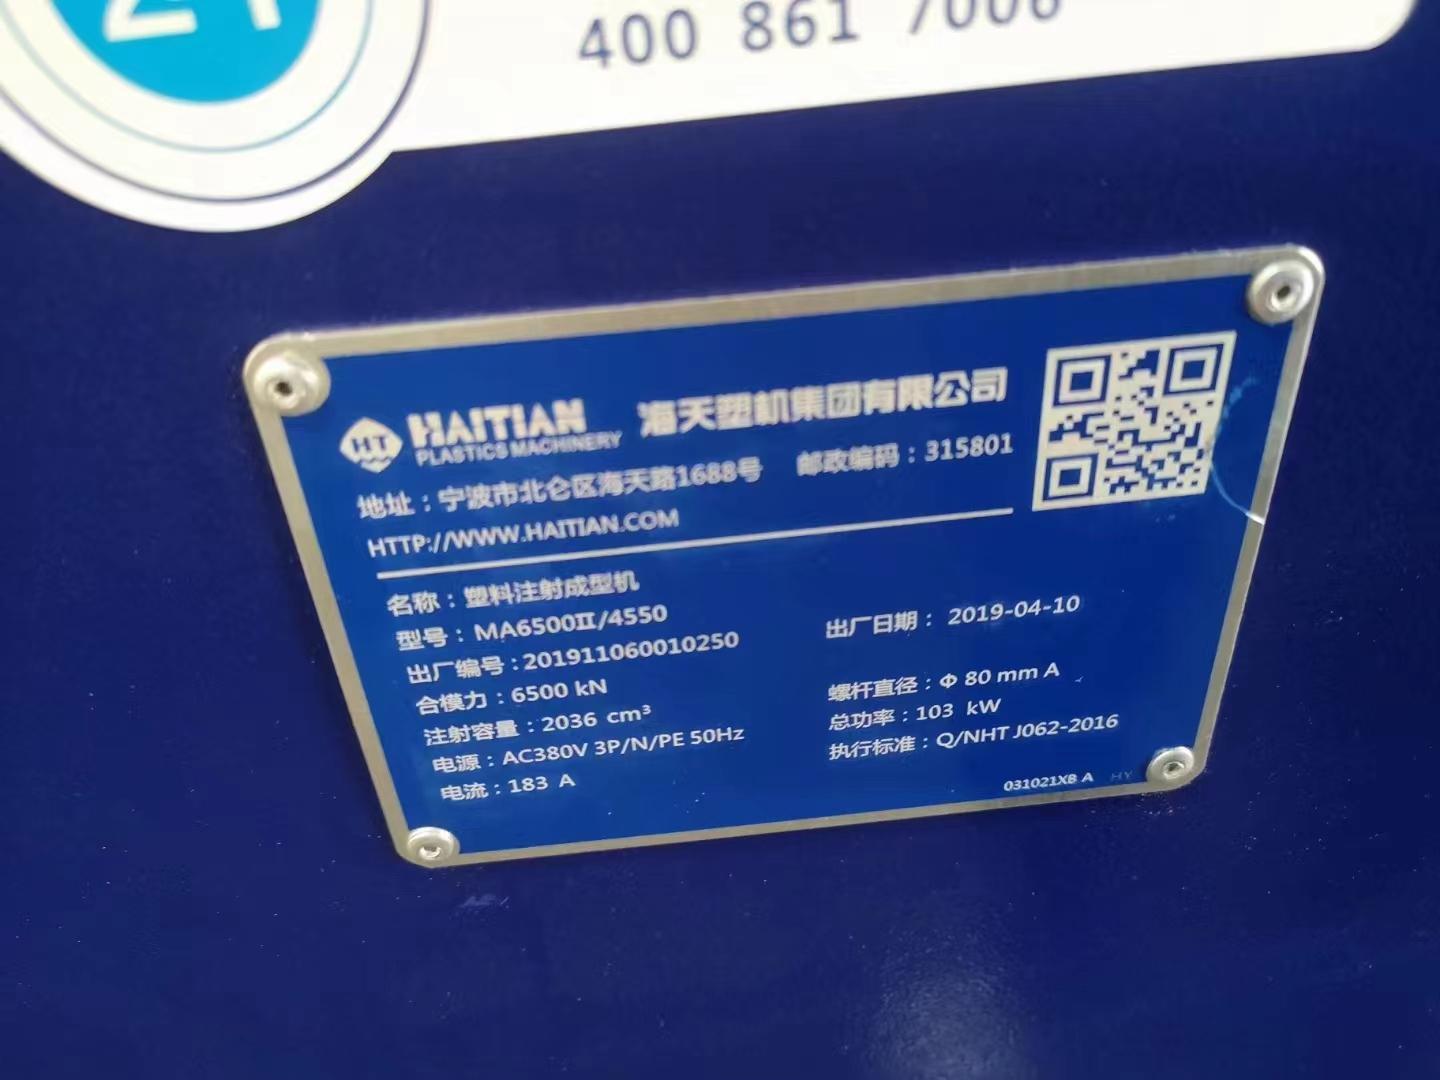 400 861 7006
HT HAITIAN
PLASTICS MACHINERY
海天塑机集团有限公司
地址：宁波市北仑区海天路1688号 邮政编码：315801
HTTP://WWW.HAITIAN.COM
名称：塑料注射成型机
型号：MA6500Ⅱ/4550
出厂编号：201911060010250 出厂日期：2019-04-10
合模力：6500 kN 螺杆直径：Φ 80 mm A
注射容量：2036 cm³ 总功率：103 kW
电源：AC380V 3P/N/PE 50Hz 执行标准：Q/NHT J062-2016
电流：183 A
031021XB A HY